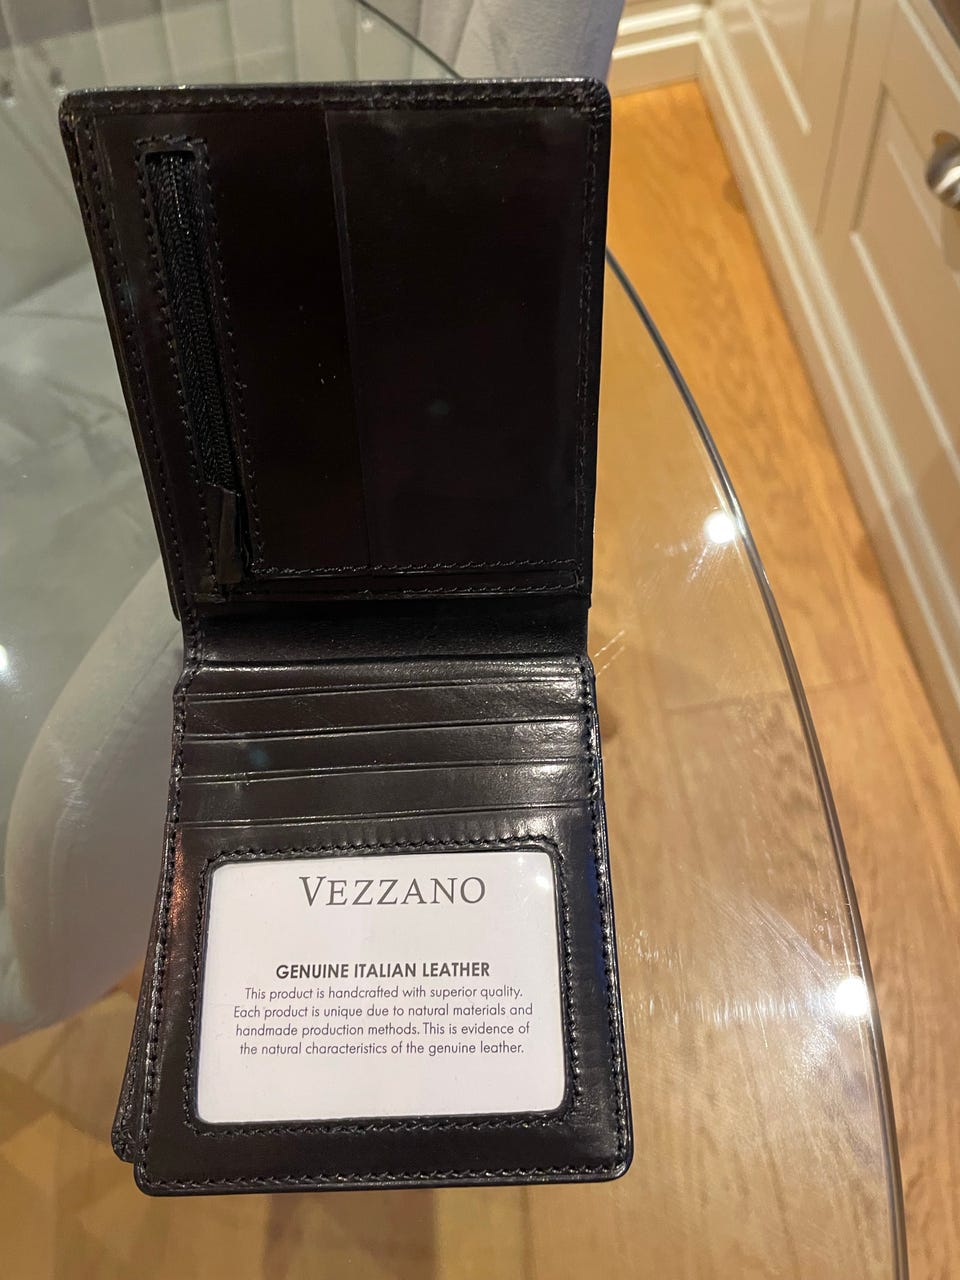 VEZZANO
GENUINE ITALIAN LEATHER
This product is handcrafted with superior quality.
Each product is unique due to natural materials and
handmade production methods. This is evidence of
the natural characteristics of the genuine leather.